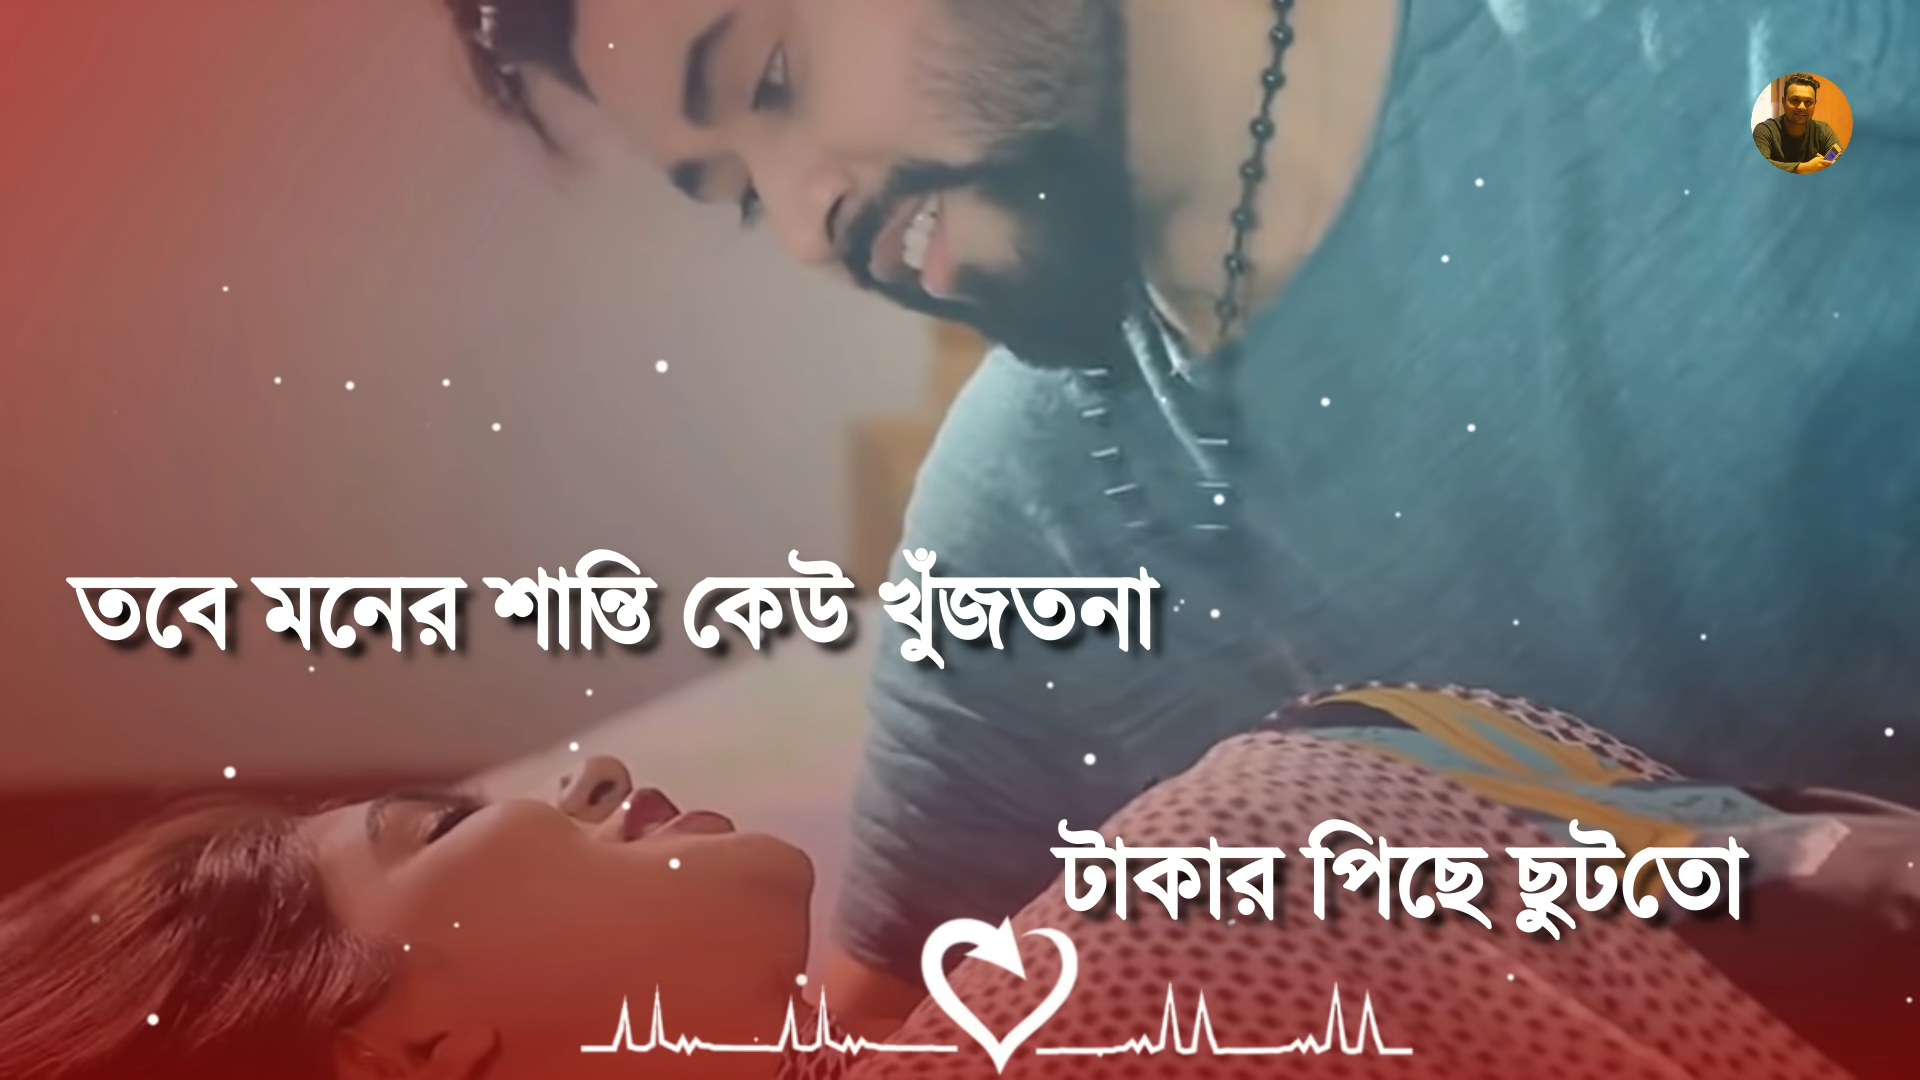 তবে মনের শান্তি কেউ খুঁজতনা
টাকার পিছে ছুটতো